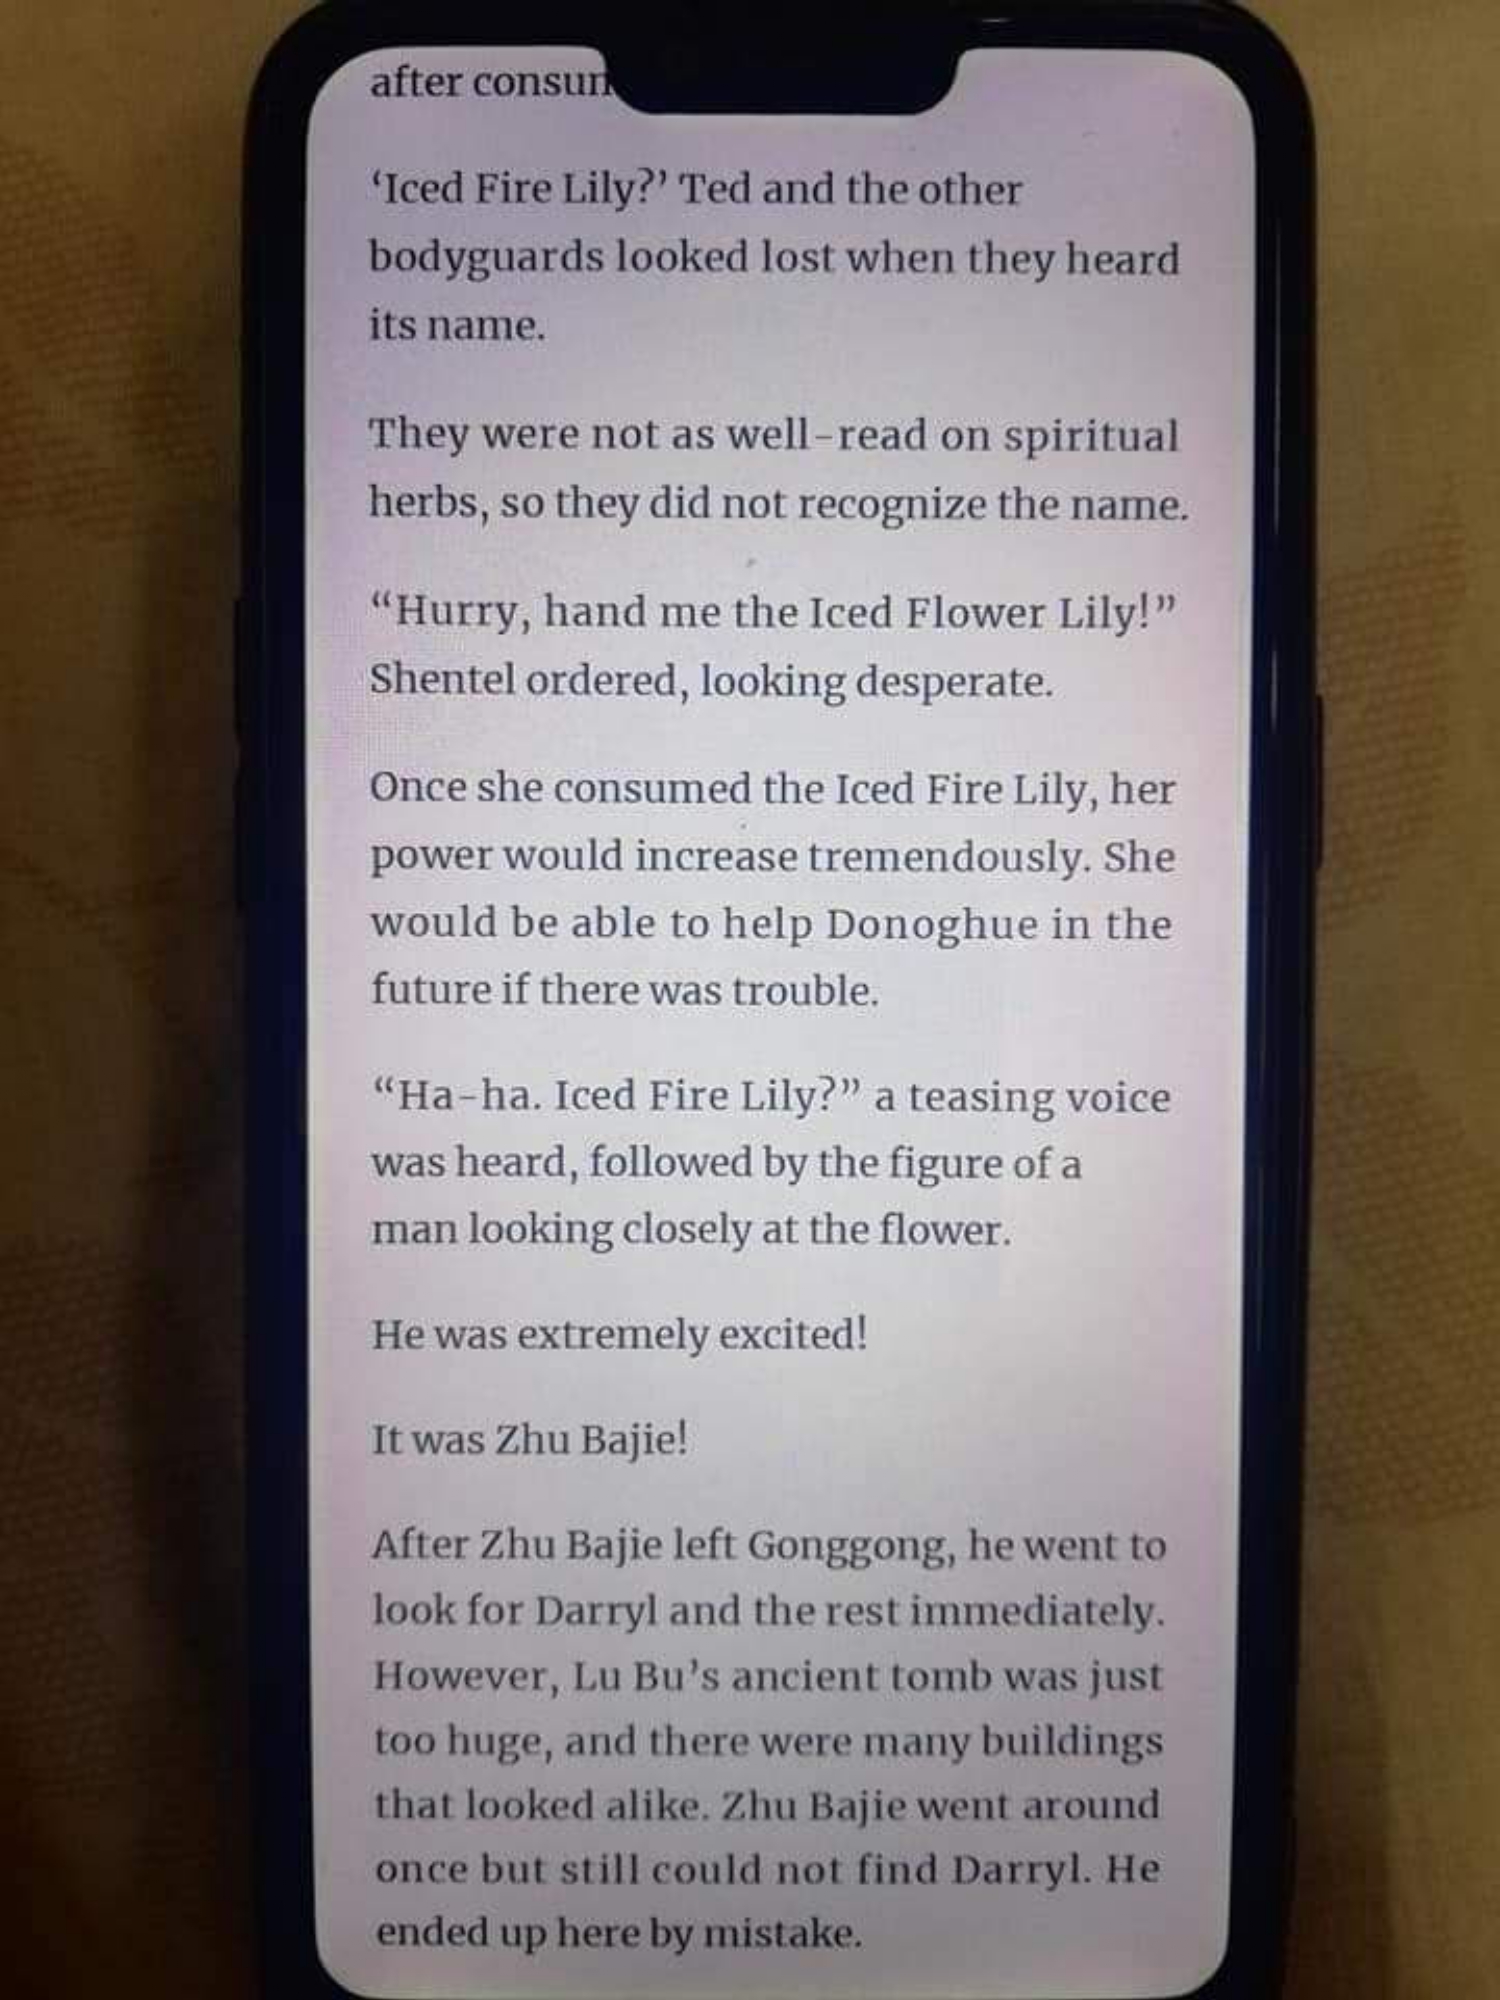 after
‘Iced Fire Lily?’ Ted and the other
bodyguards looked lost when they heard
its name.
They were not as well-read on spiritual
herbs, so they did not recognize the name.
“Hurry, hand me the Iced Flower Lily!”
Shentel ordered, looking desperate.
Once she consumed the Iced Fire Lily, her
power would increase tremendously. She
would be able to help Donoghue in the
future if there was trouble.
“Ha-ha. Iced Fire Lily?” a teasing voice
was heard, followed by the figure of a
man looking closely at the flower.
He was extremely excited!
It was Zhu Bajie!
After Zhu Bajie left Gonggong, he went to
look for Darryl and the rest immediately.
However, Lu Bu’s ancient tomb was just
too huge, and there were many buildings
that looked alike. Zhu Bajie went around
once but still could not find Darryl. He
ended up here by mistake.